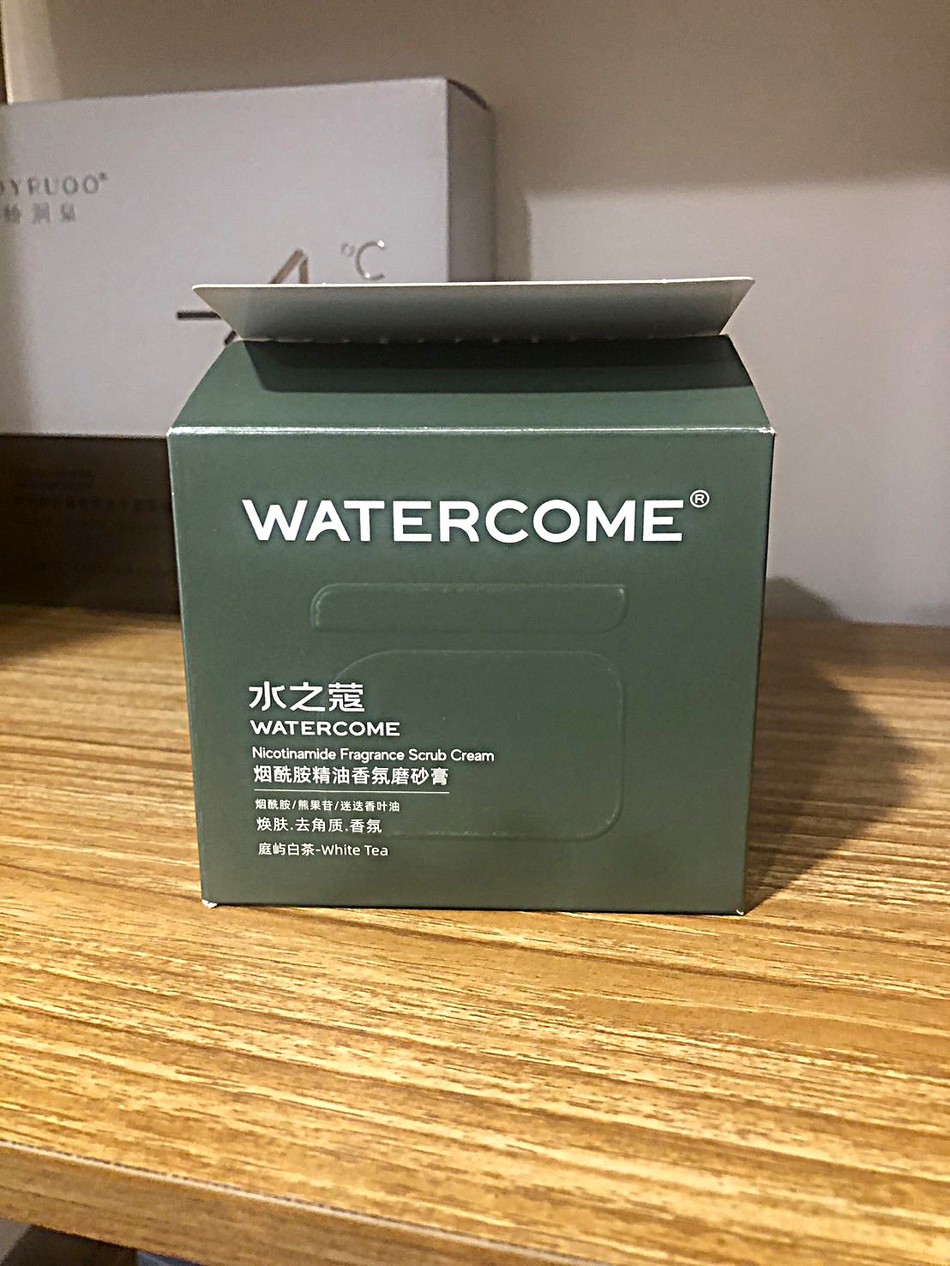 °C
WATERCOME®
水之蔻
WATERCOME
Nicotinamide Fragrance Scrub Cream
烟酰胺精油香氛磨砂膏
烟酰胺/熊果苷/迷迭香叶油
焕肤.去角质.香氛
庭屿白茶-White Tea